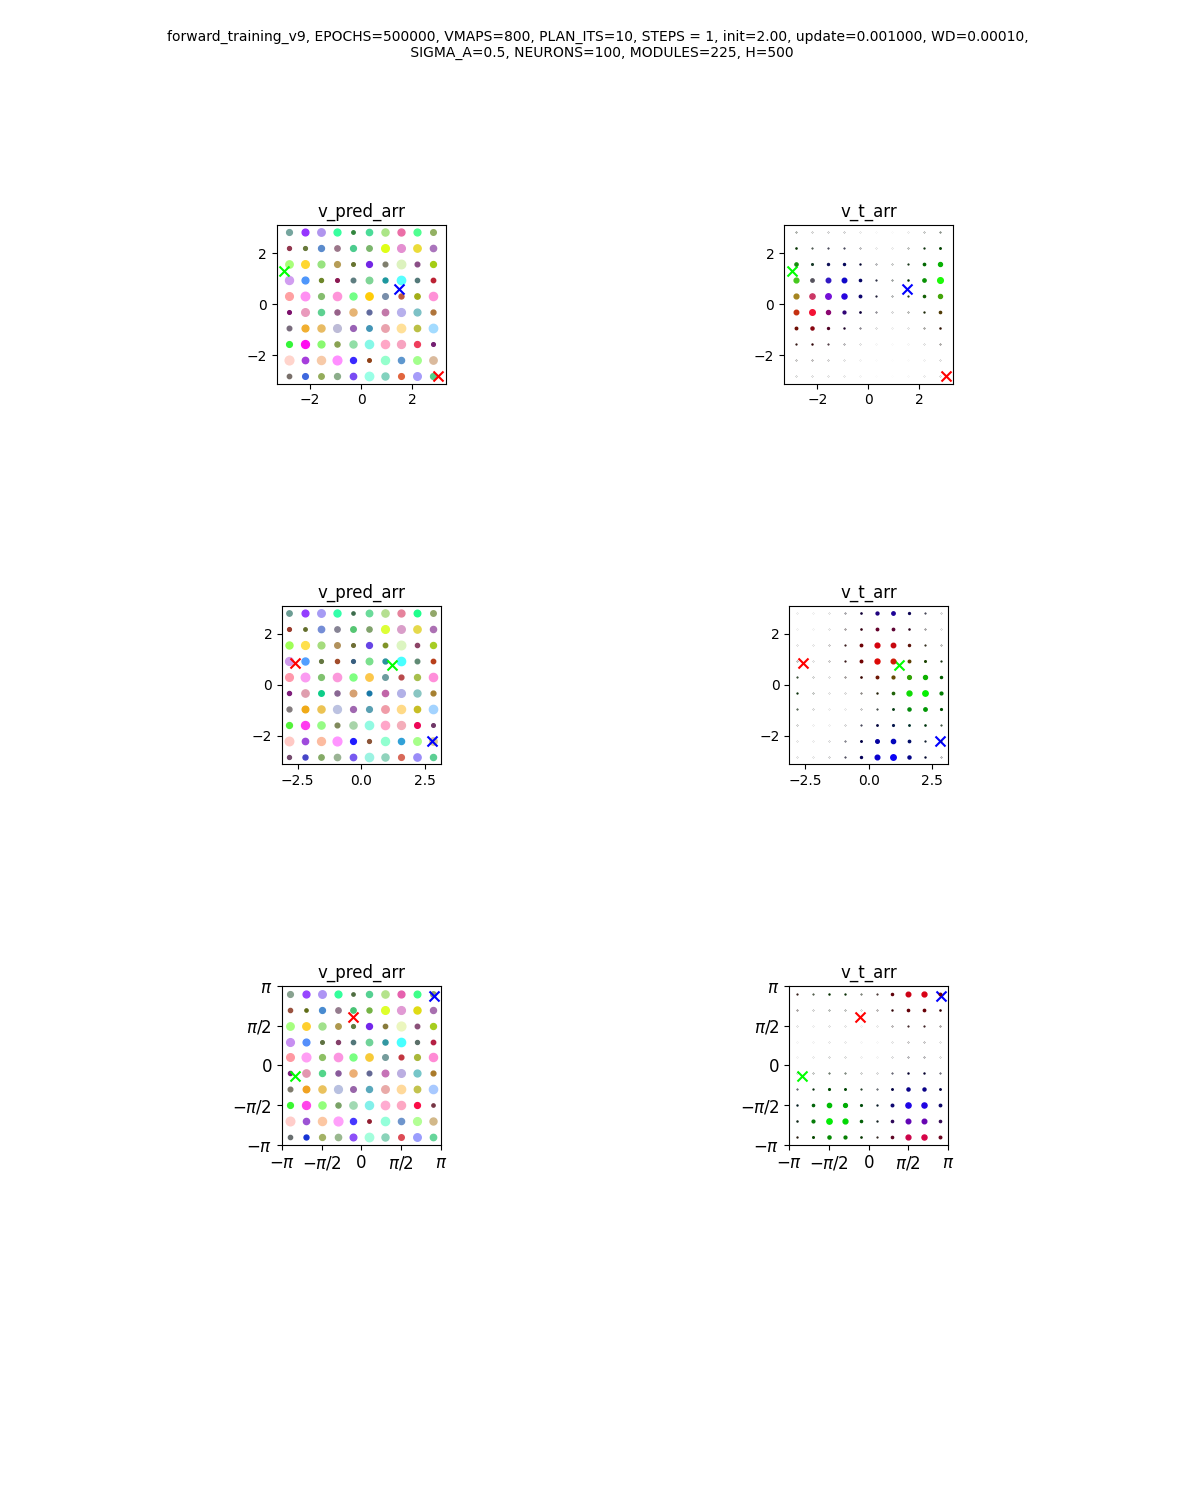 forward_training_v9, EPOCHS=500000, VMAPS=800, PLAN_ITS=10, STEPS = 1, init=2.00, update=0.001000, WD=0.00010,
SIGMA_A=0.5, NEURONS=100, MODULES=225, H=500
v_pred_arr
2
0
−2
−2 0 2
v_t_arr
2
0
−2
−2 0 2
v_pred_arr
2
0
−2
−2.5 0.0 2.5
v_t_arr
2
0
−2
−2.5 0.0 2.5
v_pred_arr
π
π/2
0
−π/2
−π
−π −π/2 0 π/2 π
v_t_arr
π
π/2
0
−π/2
−π
−π −π/2 0 π/2 π